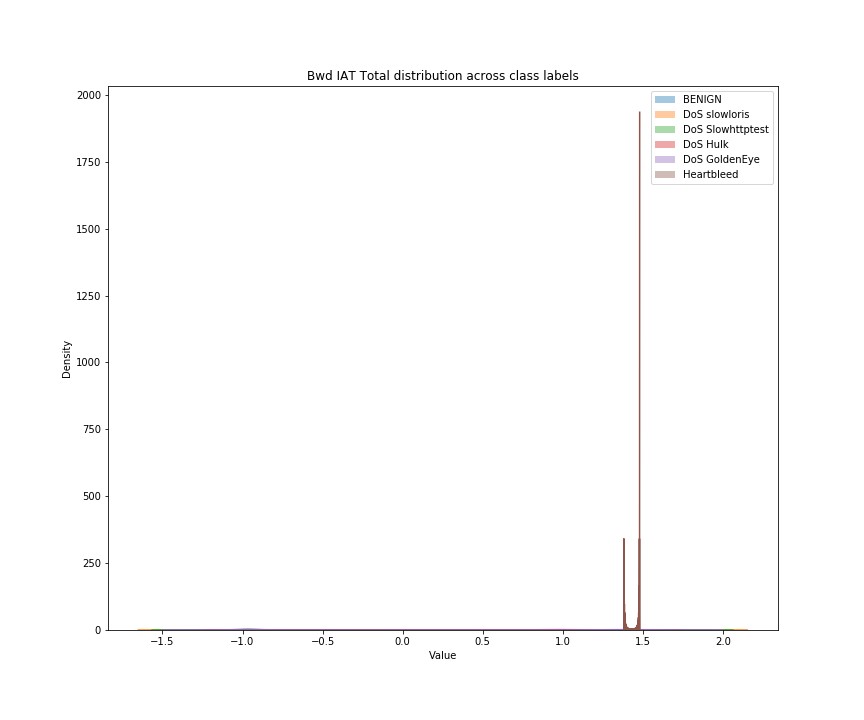 Bwd IAT Total distribution across class labels
2000
1750
1500
1250
1000
750
500
250
0
Density
BENIGN
DoS slowloris
DoS Slowhttptest
DoS Hulk
DoS GoldenEye
Heartbleed
−1.5 −1.0 −0.5 0.0 0.5 1.0 1.5 2.0
Value